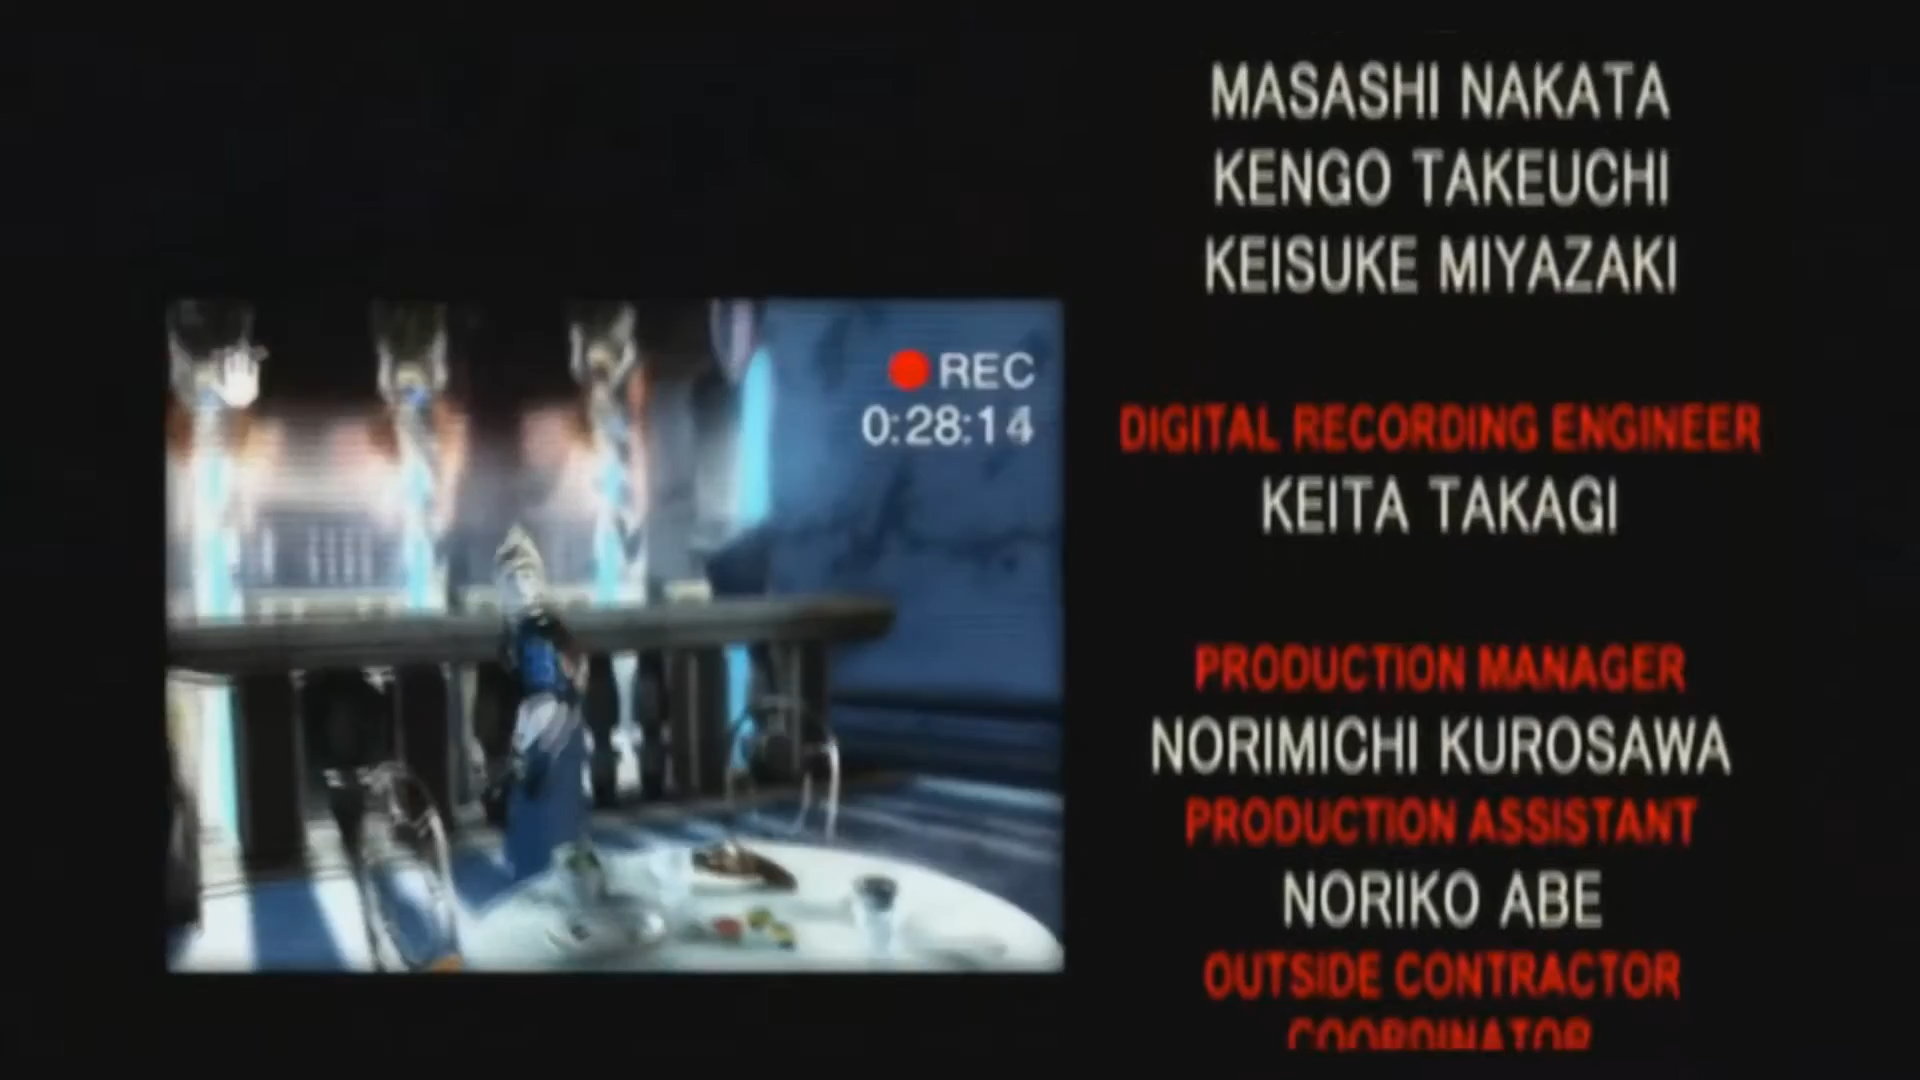 MASASHI NAKATA
KENGO TAKEUCHI
KEISUKE MIYAZAKI
REC
0:28:14
DIGITAL RECORDING ENGINEER
KEITA TAKAGI
PRODUCTION MANAGER
NORIMICHI KUROSAWA
PRODUCTION ASSISTANT
NORIKO ABE
OUTSIDE CONTRACTOR
COORDINATOR